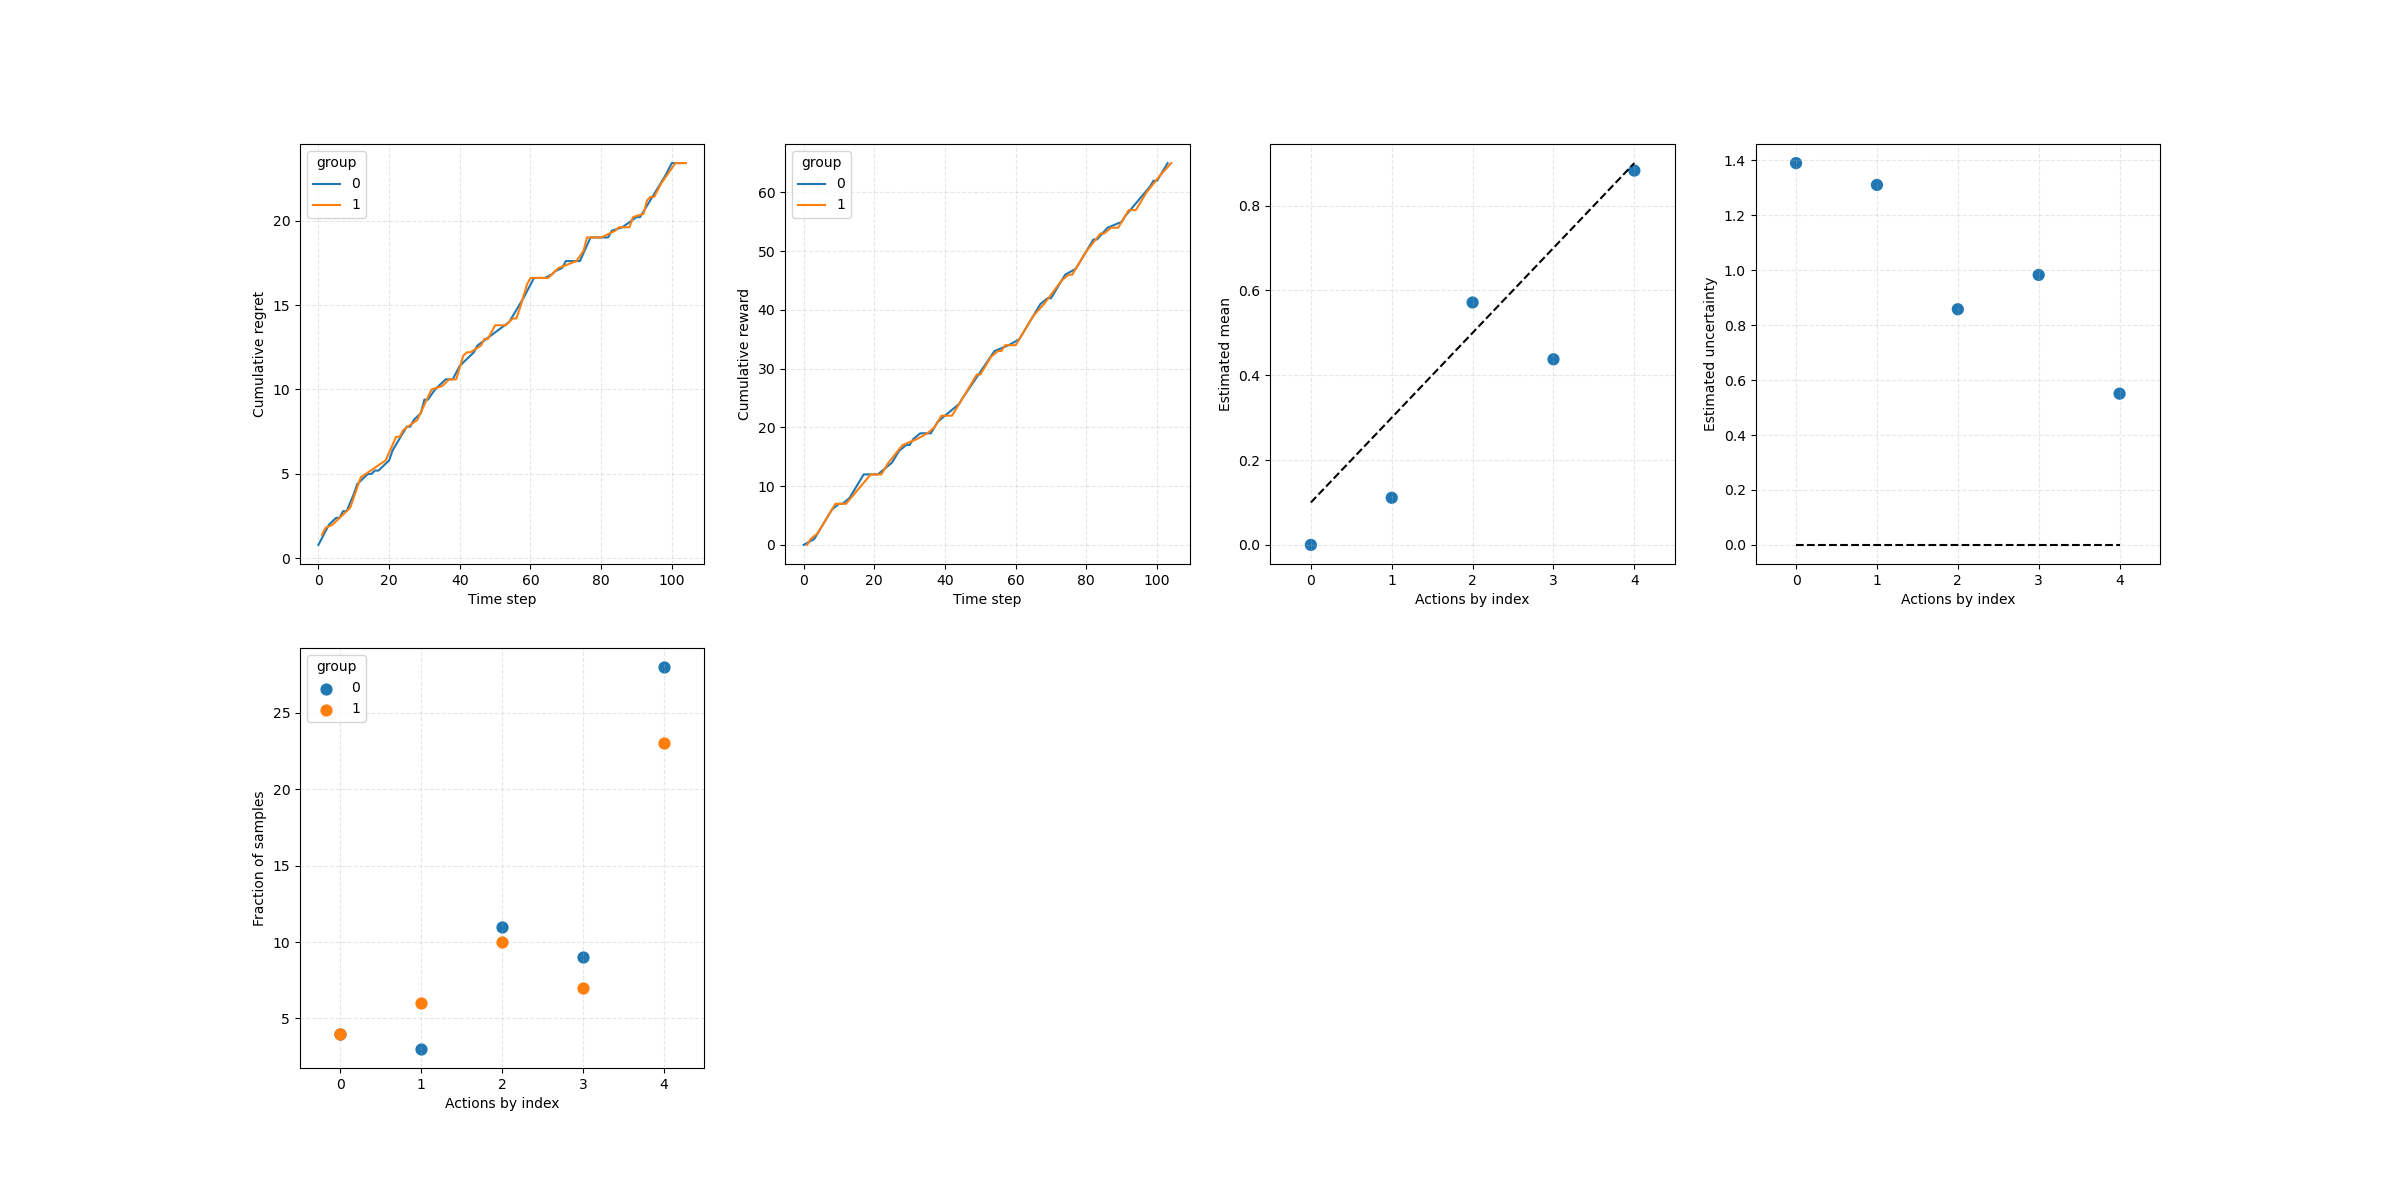 group
0
1
20
15
10
5
0
Cumulative regret
0 20 40 60 80 100
Time step
group
0
1
60
50
40
30
20
10
0
Cumulative reward
0 20 40 60 80 100
Time step
0.8
0.6
0.4
0.2
0.0
Estimated mean
0 1 2 3 4
Actions by index
1.4
1.2
1.0
0.8
0.6
0.4
0.2
0.0
Estimated uncertainty
0 1 2 3 4
Actions by index
group
0
1
25
20
15
10
5
Fraction of samples
0 1 2 3 4
Actions by index